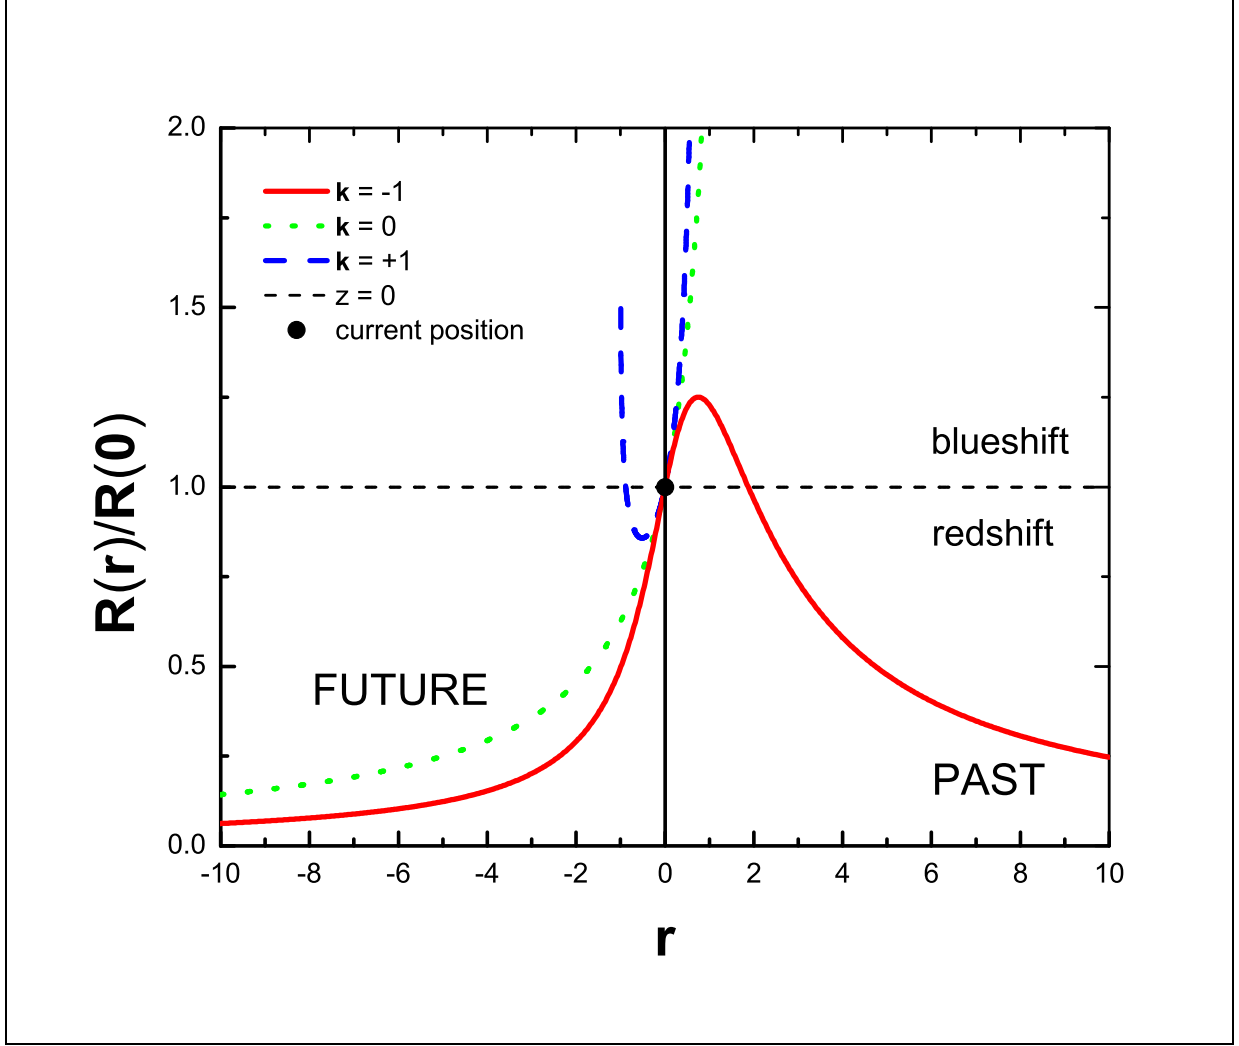 2.0
k = -1
k = 0
k = +1
z = 0
current position
1.5
blueshift
1.0
redshift
R(r)/R(0)
0.5
FUTURE
PAST
0.0
-10 -8 -6 -4 -2 0 2 4 6 8 10
r